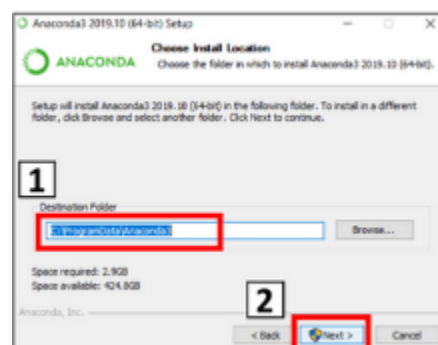 Anaconda3 2019.10 (64-bit) Setup
ANACONDA
Choose Install Location
Choose the folder in which to install Anaconda3 2019.10 (64-bit).
Setup will install Anaconda3 2019.10 (64-bit) in the following folder. To install in a different
folder, click Browse and select another folder. Click Next to continue.
1
Destination Folder
C:\ProgramData\Anaconda3
Browse...
Space required: 2.9GB
Space available: 424.8GB
2
Anaconda, Inc.
< Back
Next >
Cancel